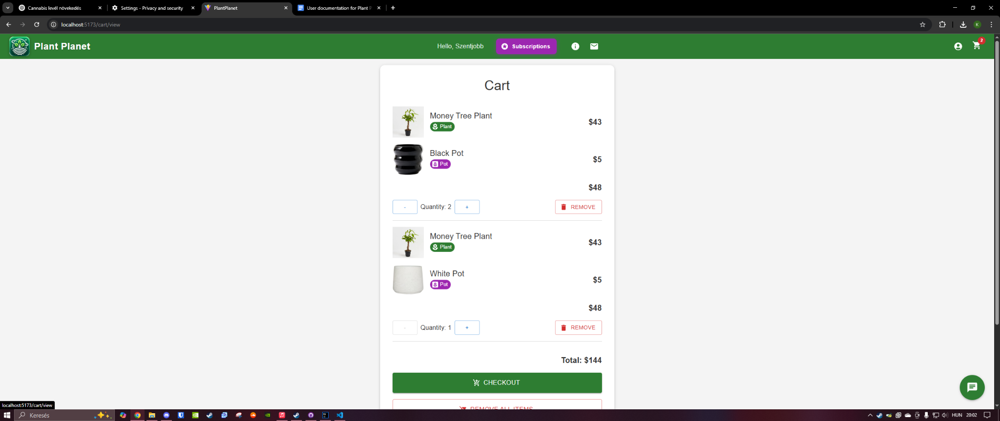 Cannabis levél növekedés
Settings - Privacy and security
PlantPlanet
User documentation for Plant P
localhost:5173/cart/view
K
Plant Planet
Hello, Szentjobb
Subscriptions
2
Cart
Money Tree Plant
Plant
$43
Black Pot
Pot
$5
$48
-
Quantity: 2
+
REMOVE
Money Tree Plant
Plant
$43
White Pot
Pot
$5
$48
-
Quantity: 1
+
REMOVE
Total: $144
CHECKOUT
REMOVE ALL ITEMS
localhost:5173/cart/view
Keresés
HUN
20:02